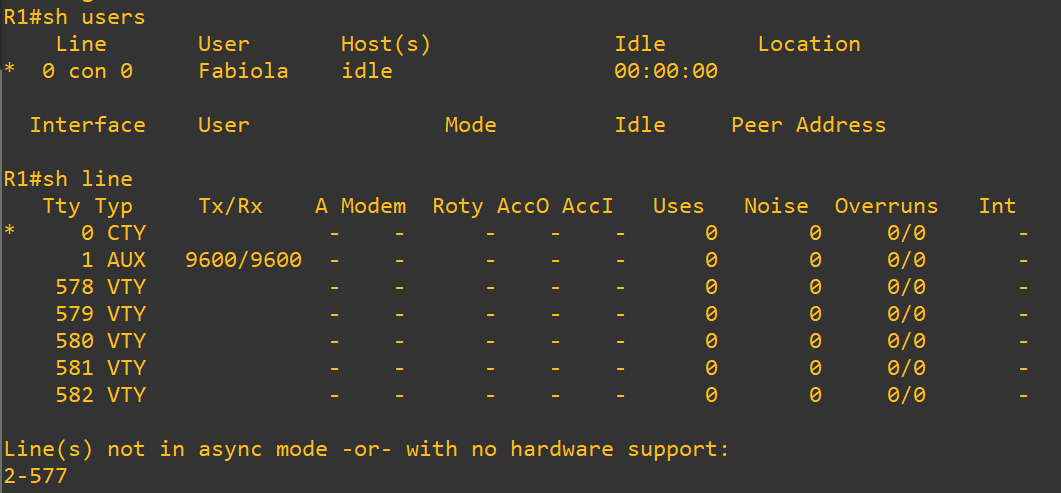 R1#sh users
    Line       User       Host(s)              Idle       Location
*  0 con 0     Fabiola    idle                 00:00:00

  Interface    User               Mode         Idle     Peer Address

R1#sh line
   Tty Typ     Tx/Rx    A Modem  Roty AccO AccI   Uses   Noise  Overruns   Int
*     0 CTY              -    -      -    -    -      0       0     0/0       -
      1 AUX   9600/9600  -    -      -    -    -      0       0     0/0       -
    578 VTY              -    -      -    -    -      0       0     0/0       -
    579 VTY              -    -      -    -    -      0       0     0/0       -
    580 VTY              -    -      -    -    -      0       0     0/0       -
    581 VTY              -    -      -    -    -      0       0     0/0       -
    582 VTY              -    -      -    -    -      0       0     0/0       -

Line(s) not in async mode -or- with no hardware support:
2-577